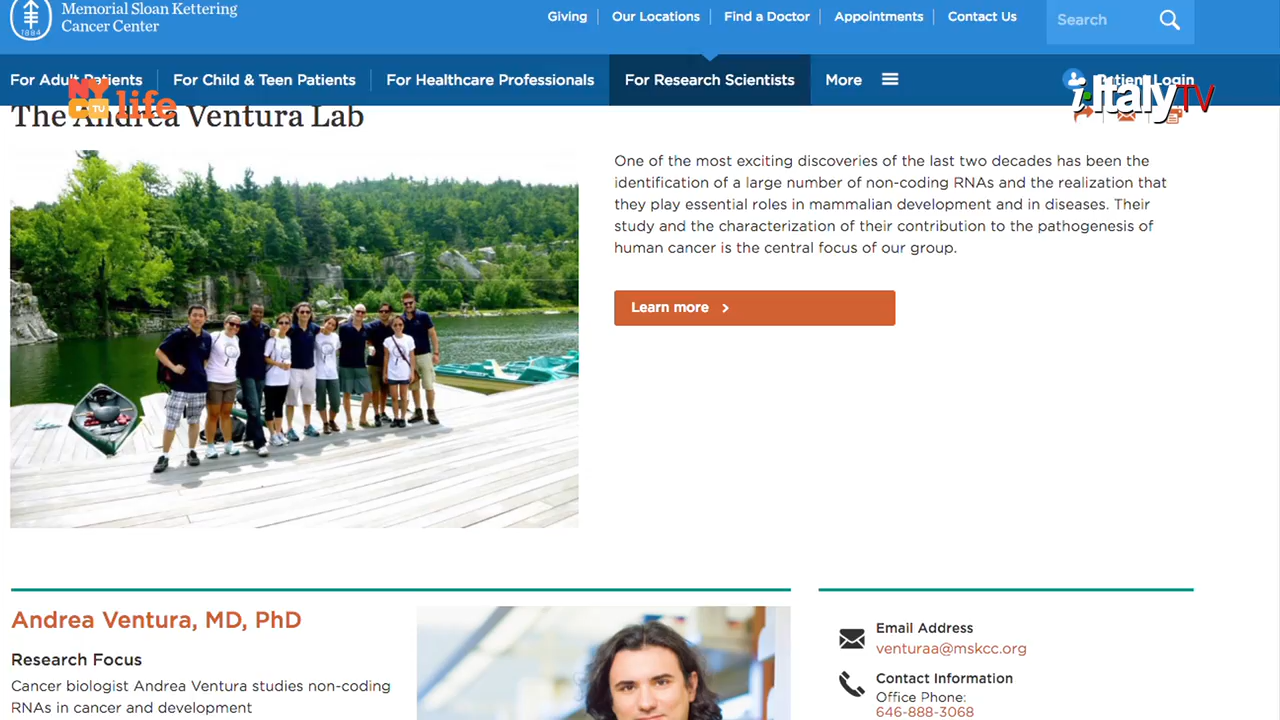 Memorial Sloan Kettering
Cancer Center
1884
Giving
Our Locations
Find a Doctor
Appointments
Contact Us
Search
For Adult Patients
For Child & Teen Patients
For Healthcare Professionals
For Research Scientists
More
Patient Login
NYC TV life
i-ItalyTV
The Andrea Ventura Lab
One of the most exciting discoveries of the last two decades has been the
identification of a large number of non-coding RNAs and the realization that
they play essential roles in mammalian development and in diseases. Their
study and the characterization of their contribution to the pathogenesis of
human cancer is the central focus of our group.
Learn more
Andrea Ventura, MD, PhD
Research Focus
Cancer biologist Andrea Ventura studies non-coding
RNAs in cancer and development
Email Address
venturaa@mskcc.org
Contact Information
Office Phone:
646-888-3068